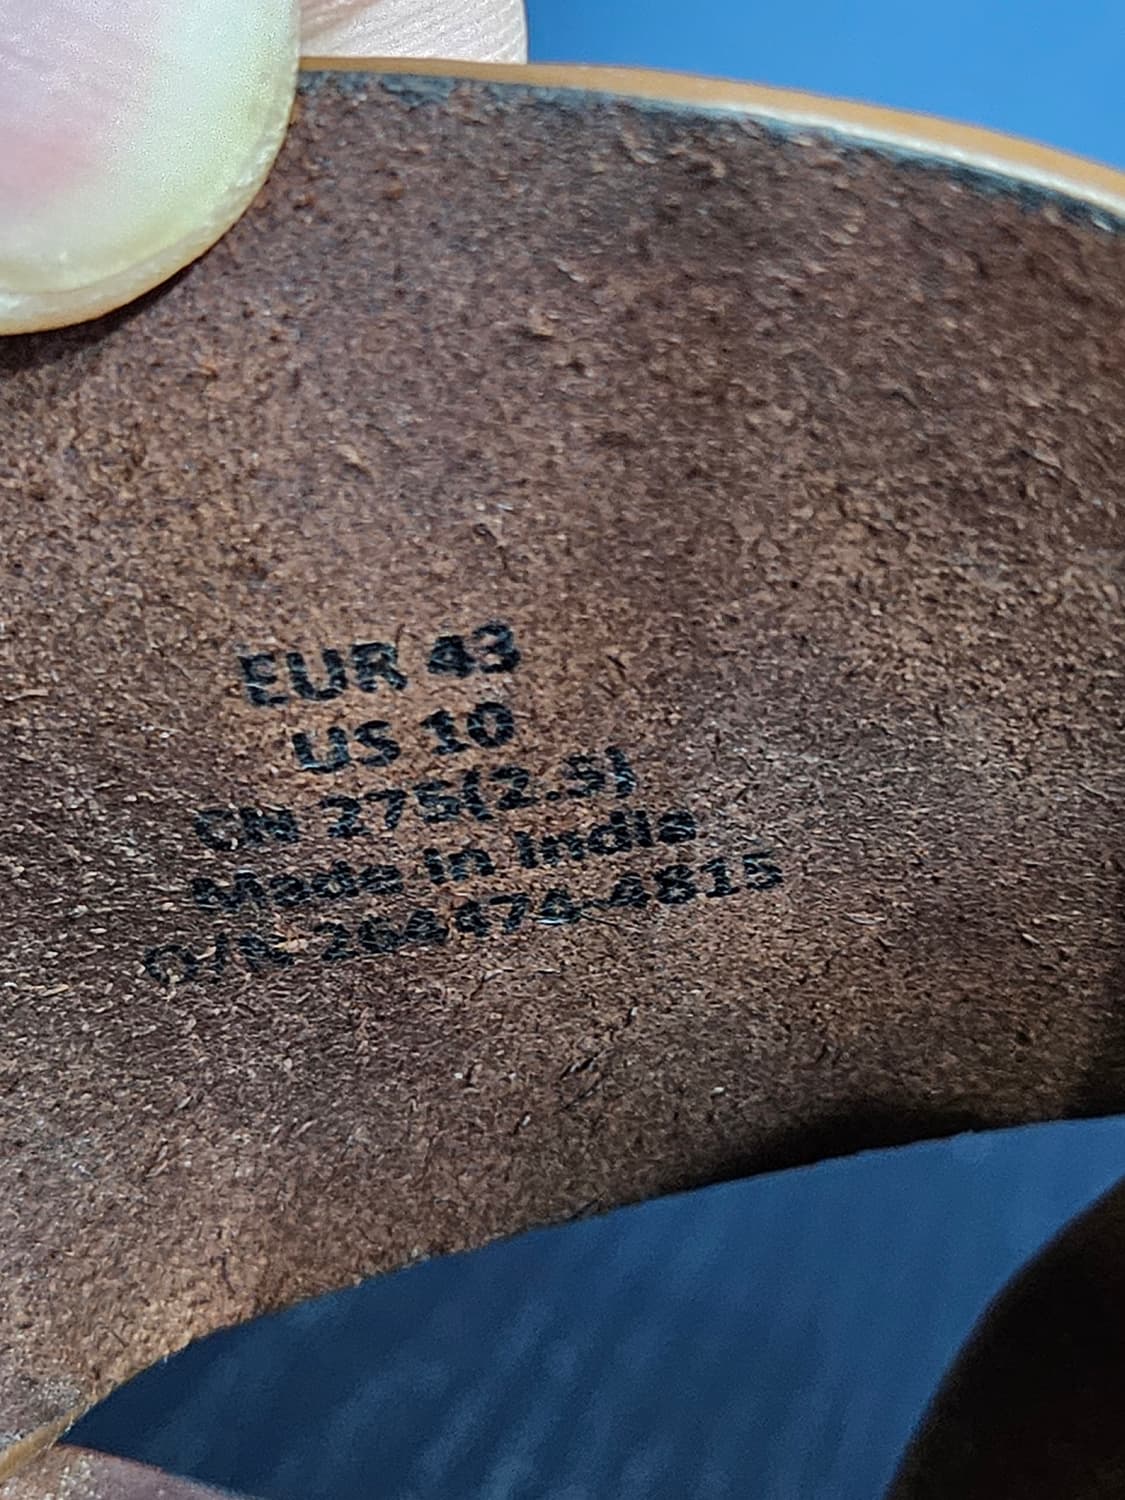 EUR 43
US 10
CN 275(2.5)
Made in India
O/N 264474-4815